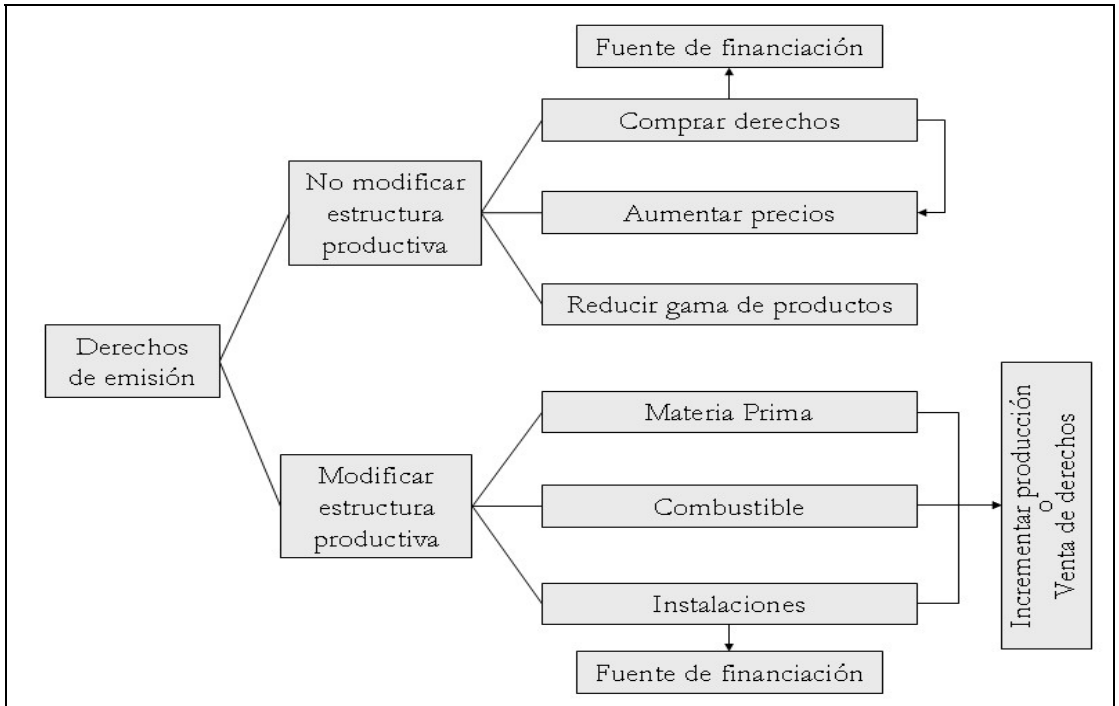 Fuente de financiación
Comprar derechos
No modificar
estructura
productiva
Aumentar precios
Reducir gama de productos
Derechos
de emisión
Materia Prima
Modificar
estructura
productiva
Combustible
Instalaciones
Fuente de financiación
Incrementar producción
o
Venta de derechos